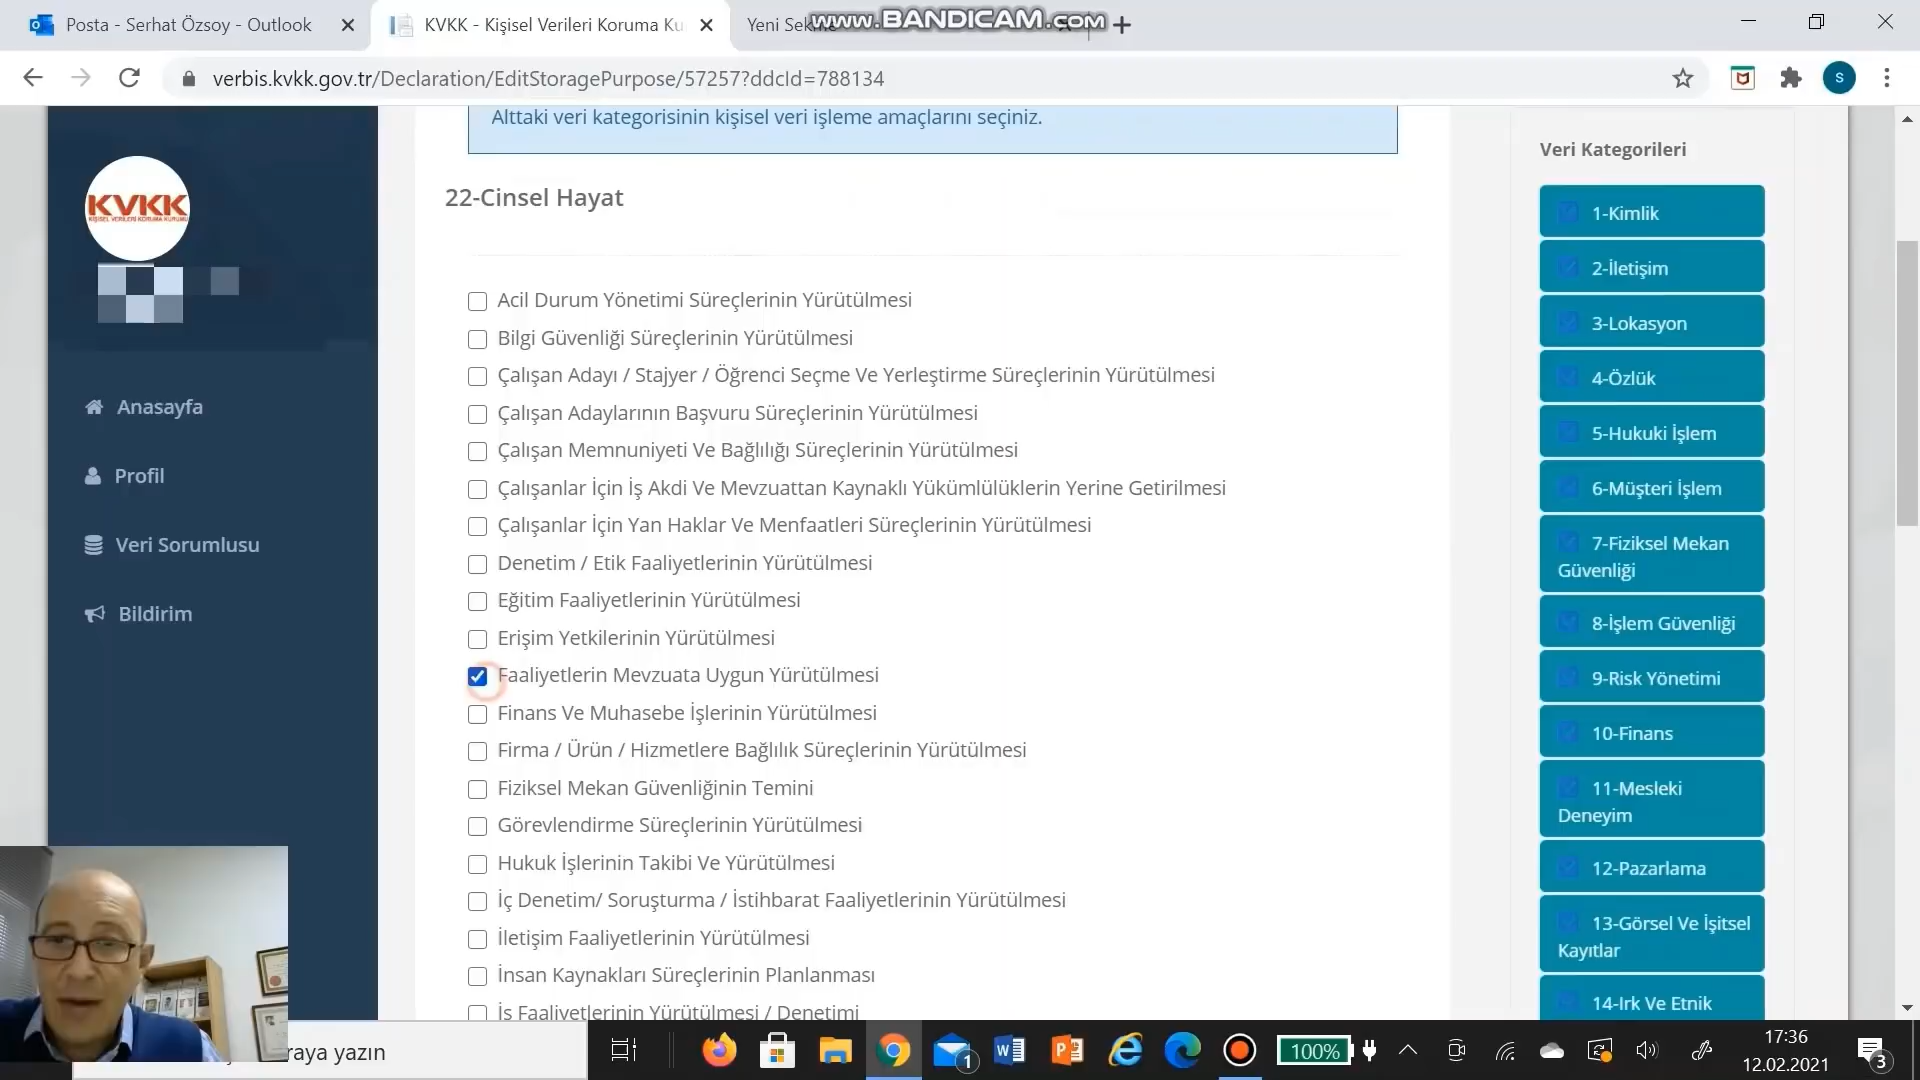 Posta - Serhat Özsoy - Outlook
KVKK - Kişisel Verileri Koruma Ku
Yeni Sekme
www.BANDICAM.com
verbis.kvkk.gov.tr/Declaration/EditStoragePurpose/57257?ddcId=788134
S
Alttaki veri kategorisinin kişisel veri işleme amaçlarını seçiniz.
KVKK
KİŞİSEL VERİLERİ KORUMA KURUMU
Anasayfa
Profil
Veri Sorumlusu
Bildirim
22-Cinsel Hayat
Acil Durum Yönetimi Süreçlerinin Yürütülmesi
Bilgi Güvenliği Süreçlerinin Yürütülmesi
Çalışan Adayı / Stajyer / Öğrenci Seçme Ve Yerleştirme Süreçlerinin Yürütülmesi
Çalışan Adaylarının Başvuru Süreçlerinin Yürütülmesi
Çalışan Memnuniyeti Ve Bağlılığı Süreçlerinin Yürütülmesi
Çalışanlar İçin İş Akdi Ve Mevzuattan Kaynaklı Yükümlülüklerin Yerine Getirilmesi
Çalışanlar İçin Yan Haklar Ve Menfaatleri Süreçlerinin Yürütülmesi
Denetim / Etik Faaliyetlerinin Yürütülmesi
Eğitim Faaliyetlerinin Yürütülmesi
Erişim Yetkilerinin Yürütülmesi
Faaliyetlerin Mevzuata Uygun Yürütülmesi
Finans Ve Muhasebe İşlerinin Yürütülmesi
Firma / Ürün / Hizmetlere Bağlılık Süreçlerinin Yürütülmesi
Fiziksel Mekan Güvenliğinin Temini
Görevlendirme Süreçlerinin Yürütülmesi
Hukuk İşlerinin Takibi Ve Yürütülmesi
İç Denetim/ Soruşturma / İstihbarat Faaliyetlerinin Yürütülmesi
İletişim Faaliyetlerinin Yürütülmesi
İnsan Kaynakları Süreçlerinin Planlanması
İş Faaliyetlerinin Yürütülmesi / Denetimi
Veri Kategorileri
1-Kimlik
2-İletişim
3-Lokasyon
4-Özlük
5-Hukuki İşlem
6-Müşteri İşlem
7-Fiziksel Mekan
Güvenliği
8-İşlem Güvenliği
9-Risk Yönetimi
10-Finans
11-Mesleki
Deneyim
12-Pazarlama
13-Görsel Ve İşitsel
Kayıtlar
14-Irk Ve Etnik
raya yazın
1
100%
17:36
12.02.2021
3